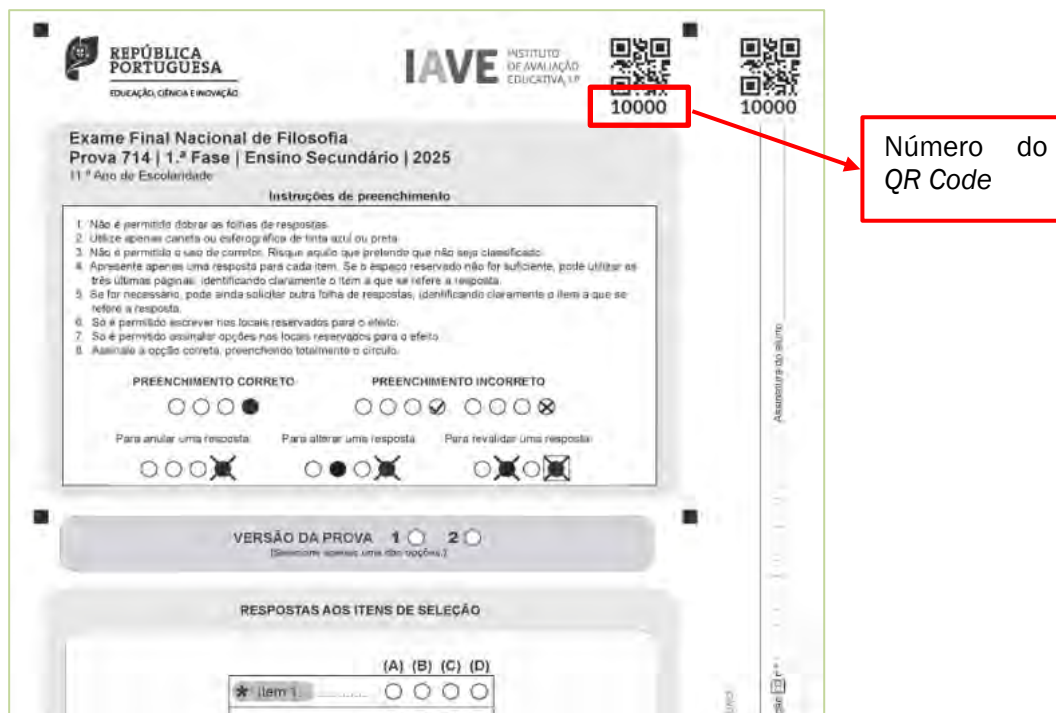 REPÚBLICA
PORTUGUESA
EDUCAÇÃO, CIÊNCIA E INOVAÇÃO
IAVE
INSTITUTO
DE AVALIAÇÃO
EDUCATIVA, I.P.
10000
10000
Número do
QR Code
Exame Final Nacional de Filosofia
Prova 714 | 1.ª Fase | Ensino Secundário | 2025
11.º Ano de Escolaridade
Instruções de preenchimento
1. Não é permitido dobrar as folhas de respostas.
2. Utilize apenas caneta ou esferográfica de tinta azul ou preta.
3. Não é permitido o uso de corretor. Risque aquilo que pretende que não seja classificado.
4. Apresente apenas uma resposta para cada item. Se o espaço reservado não for suficiente, pode utilizar as
três últimas páginas, identificando claramente o item a que se refere a resposta.
5. Se for necessário, pode ainda solicitar outra folha de respostas, identificando claramente o item a que se
refere a resposta.
6. Só é permitido escrever nos locais reservados para o efeito.
7. Só é permitido assinalar opções nos locais reservados para o efeito.
8. Assinale a opção correta, preenchendo totalmente o círculo.
PREENCHIMENTO CORRETO
PREENCHIMENTO INCORRETO
Para anular uma resposta
Para alterar uma resposta
Para revalidar uma resposta
Assinatura do aluno
VERSÃO DA PROVA 1 2
(Selecione apenas uma das opções.)
RESPOSTAS AOS ITENS DE SELEÇÃO
(A) (B) (C) (D)
* Item 1.